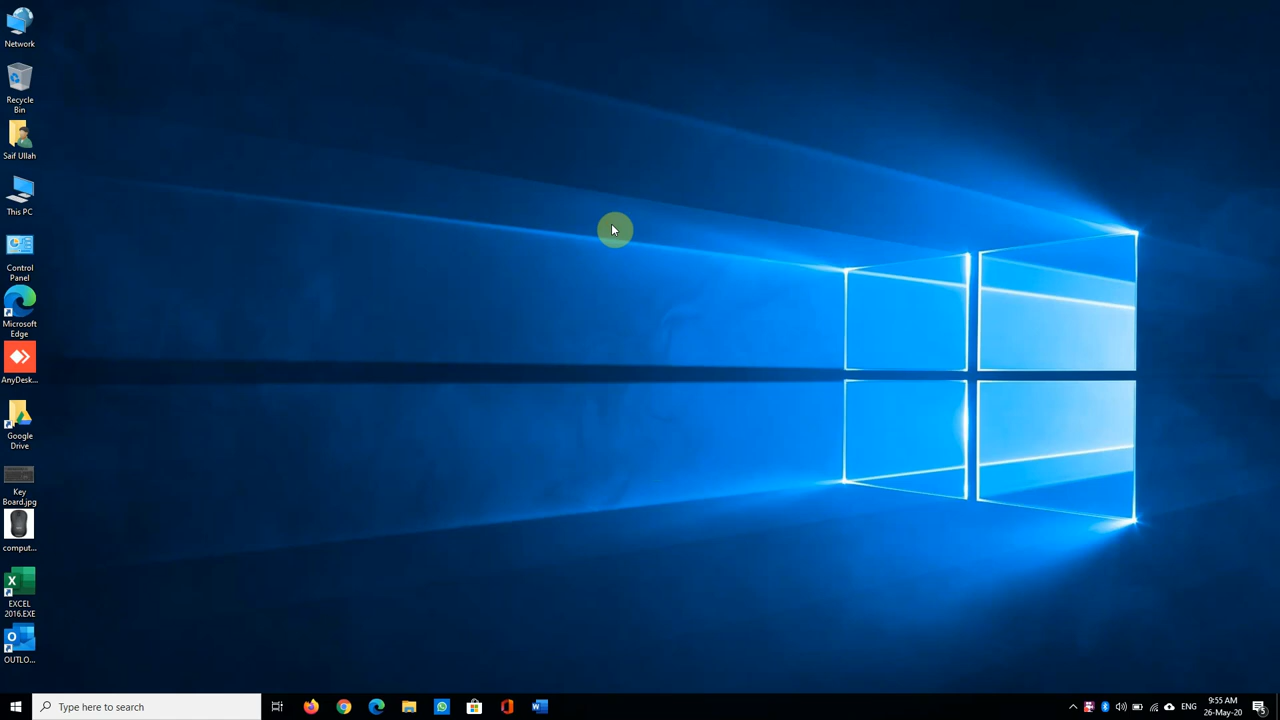 Network
Recycle
Bin
Saif Ullah
This PC
Control
Panel
Microsoft
Edge
AnyDesk...
Google
Drive
Key
Board.jpg
comput...
EXCEL
2016.EXE
OUTLO...
Type here to search
ENG
9:55 AM
26-May-20
5